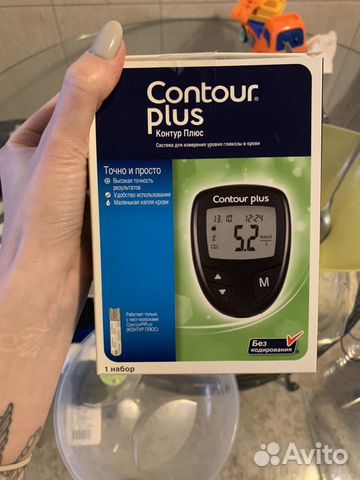 Contour®
plus
Контур Плюс
Система для измерения уровня глюкозы в крови
Точно и просто
Высокая точность
результатов
Удобство использования
Маленькая капля крови
Contour plus
13.10 12:24
5.2 mmol/L
M
Работает только
с тест-полосками
Contour®Plus
(КОНТУР ПЛЮС)
1 набор
Без
кодирования
Avito